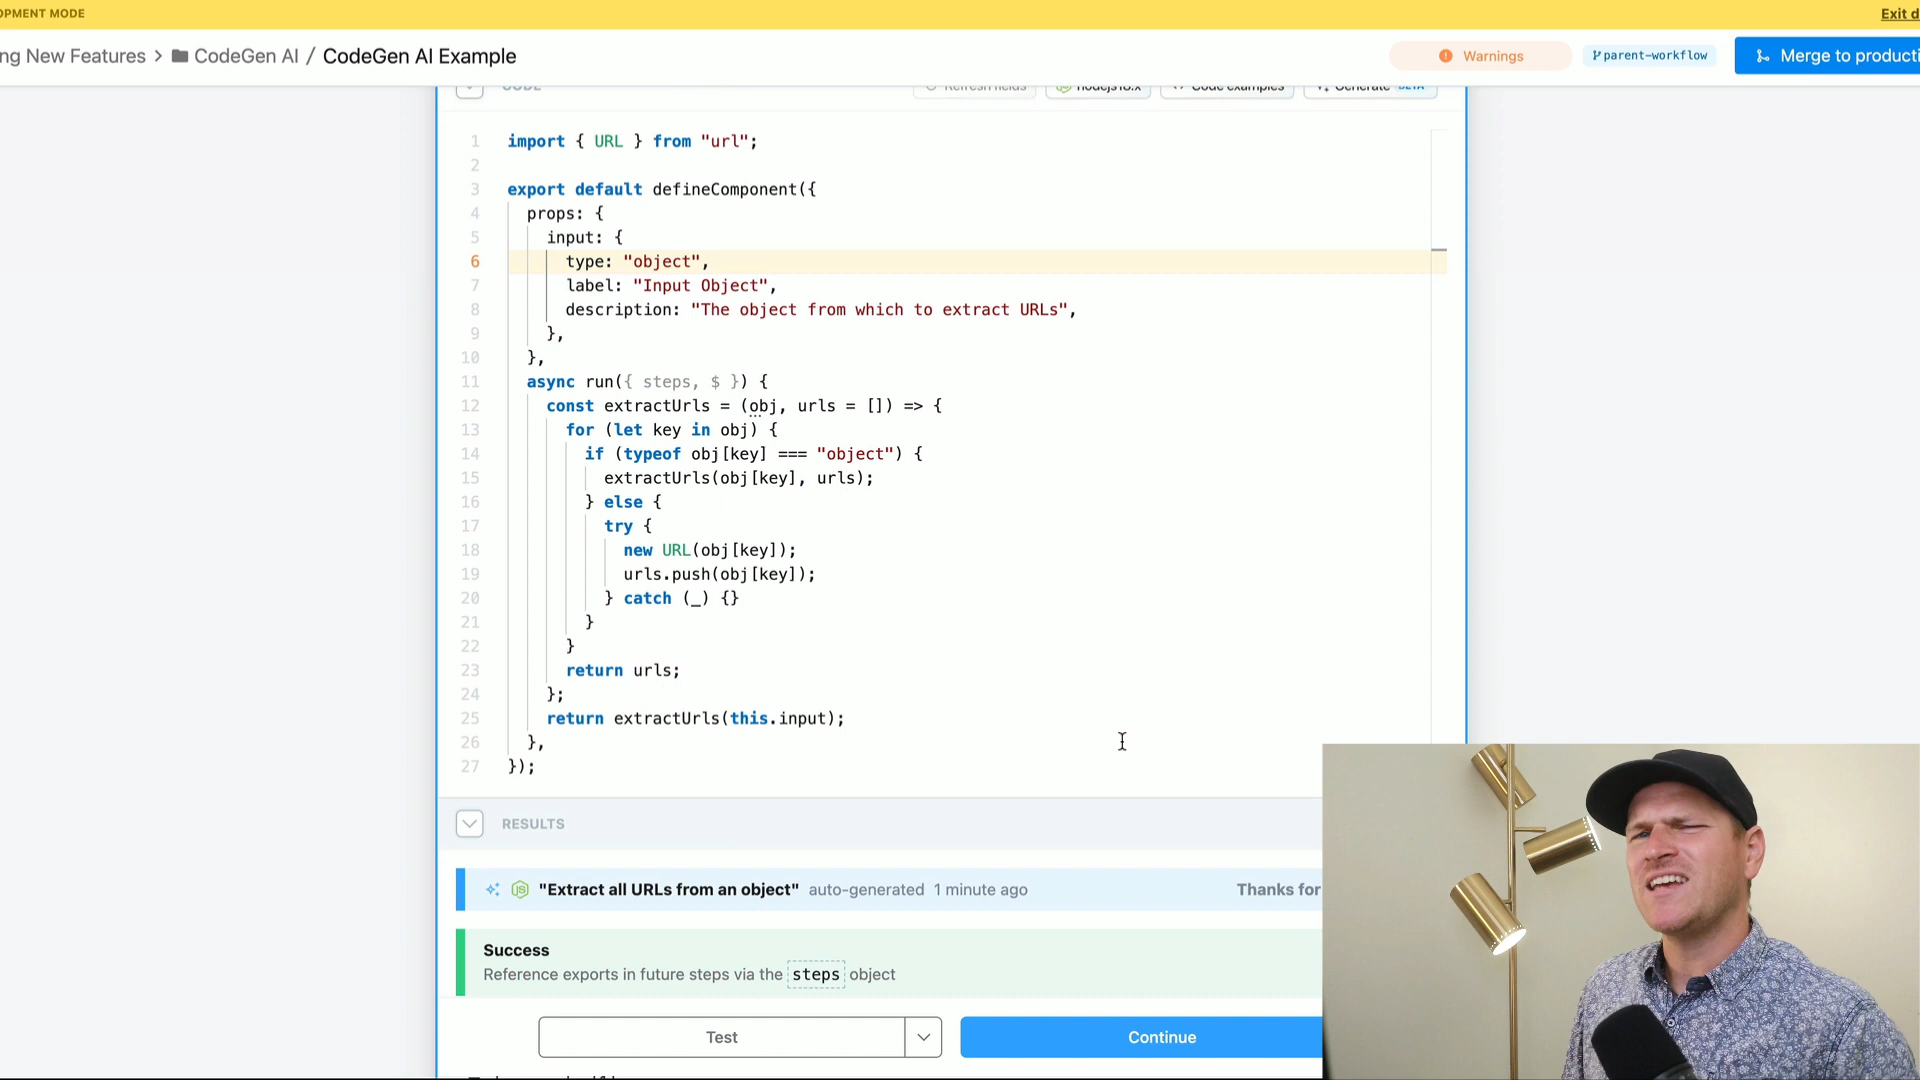 OPMENT MODE
Exit d
ng New Features > CodeGen AI / CodeGen AI Example
Warnings
parent-workflow
Merge to producti
CODE
Refresh fields
nodejs18.x
<> Code examples
Generate BETA
1 import { URL } from "url";
2
3 export default defineComponent({
4 props: {
5 input: {
6 type: "object",
7 label: "Input Object",
8 description: "The object from which to extract URLs",
9 },
10 },
11 async run({ steps, $ }) {
12 const extractUrls = (obj, urls = []) => {
13 for (let key in obj) {
14 if (typeof obj[key] === "object") {
15 extractUrls(obj[key], urls);
16 } else {
17 try {
18 new URL(obj[key]);
19 urls.push(obj[key]);
20 } catch (_) {}
21 }
22 }
23 return urls;
24 };
25 return extractUrls(this.input);
26 },
27 });
RESULTS
JS "Extract all URLs from an object" auto-generated 1 minute ago
Thanks for
Success
Reference exports in future steps via the steps object
Test
Continue